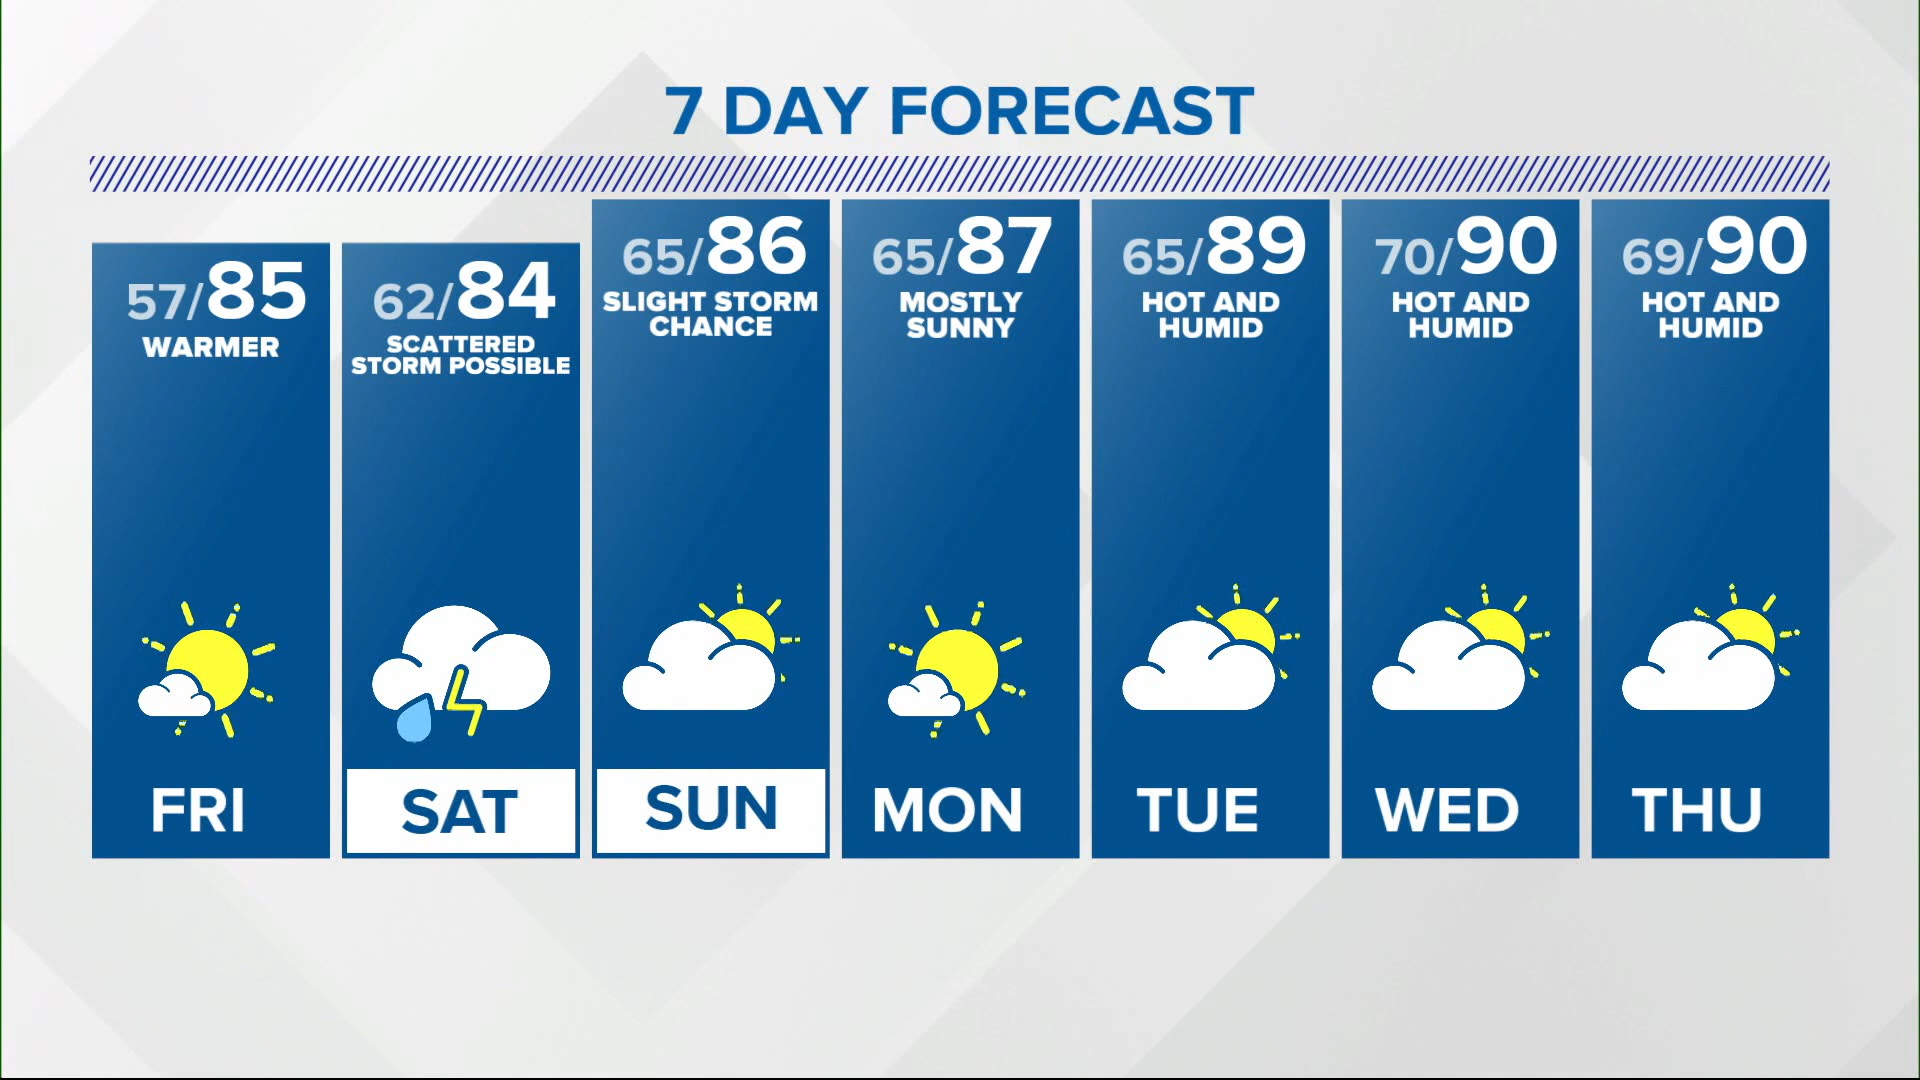 7 DAY FORECAST
57/85
WARMER
FRI
62/84
SCATTERED
STORM POSSIBLE
SAT
65/86
SLIGHT STORM
CHANCE
SUN
65/87
MOSTLY
SUNNY
MON
65/89
HOT AND
HUMID
TUE
70/90
HOT AND
HUMID
WED
69/90
HOT AND
HUMID
THU